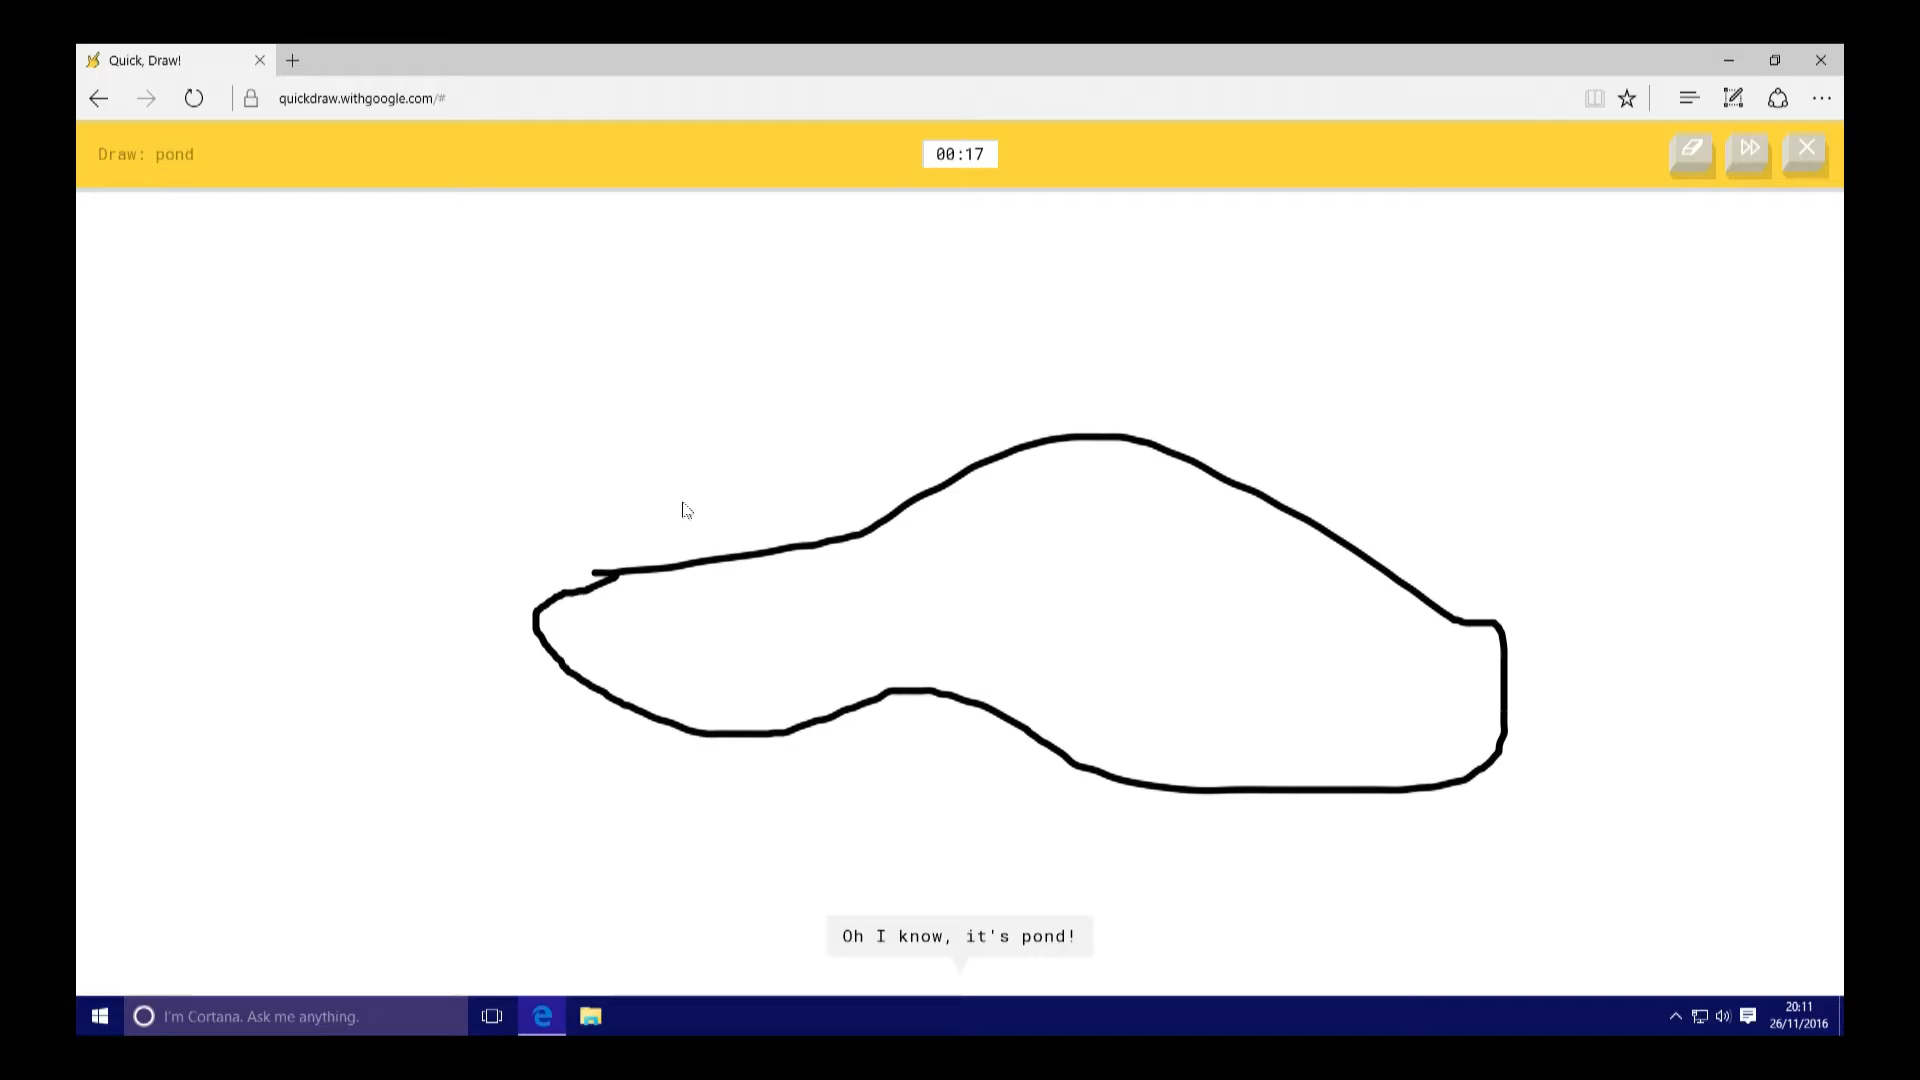 Quick, Draw!
quickdraw.withgoogle.com/#
Draw: pond
00:17
Oh I know, it's pond!
I'm Cortana. Ask me anything.
20:11
26/11/2016